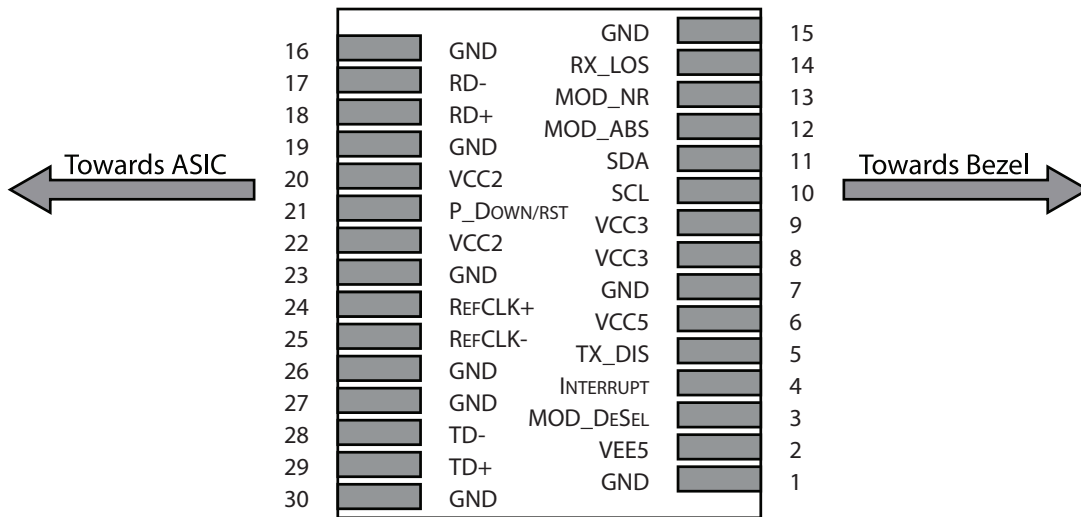 GND 15
16 GND
RX_LOS 14
17 RD-
MOD_NR 13
18 RD+
MOD_ABS 12
19 GND
Towards ASIC
SDA 11
Towards Bezel
20 VCC2
SCL 10
21 P_DOWN/RST
VCC3 9
22 VCC2
VCC3 8
23 GND
GND 7
24 REFCLK+
VCC5 6
25 REFCLK-
TX_DIS 5
26 GND
INTERRUPT 4
27 GND
MOD_DESEL 3
28 TD-
VEE5 2
29 TD+
GND 1
30 GND